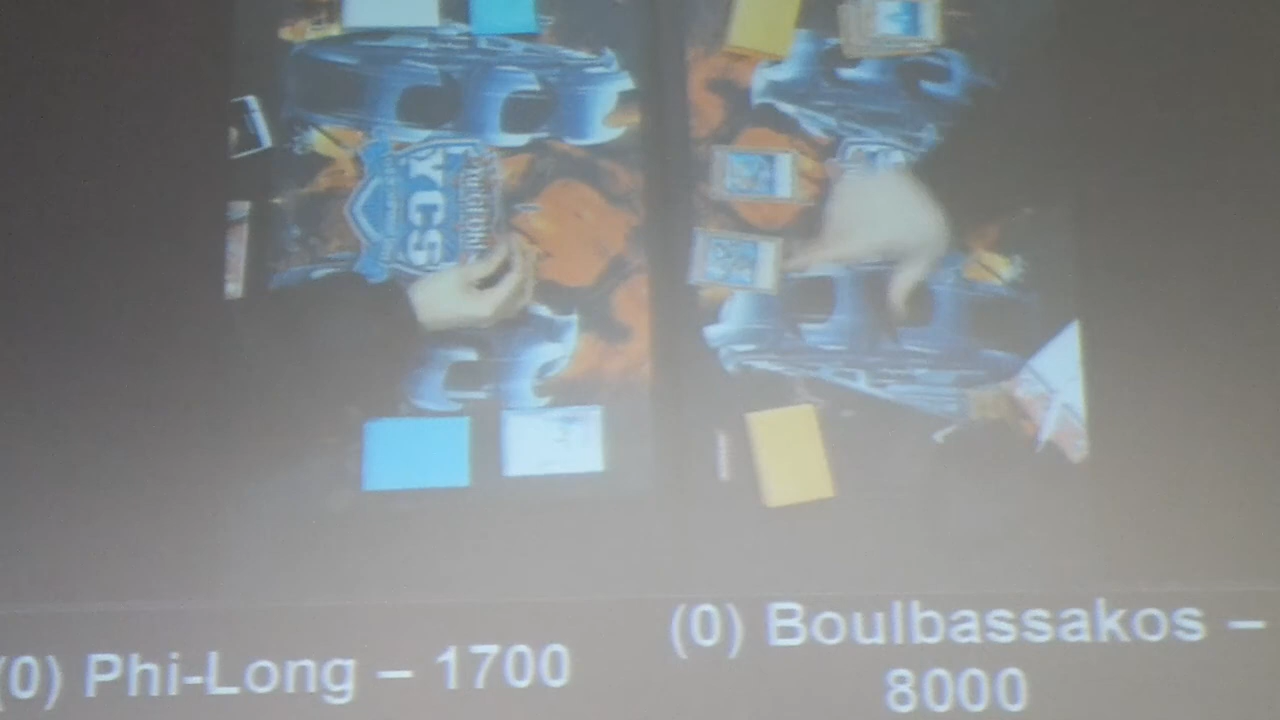 YCS
(0) Phi-Long – 1700
(0) Boulbassakos –
8000